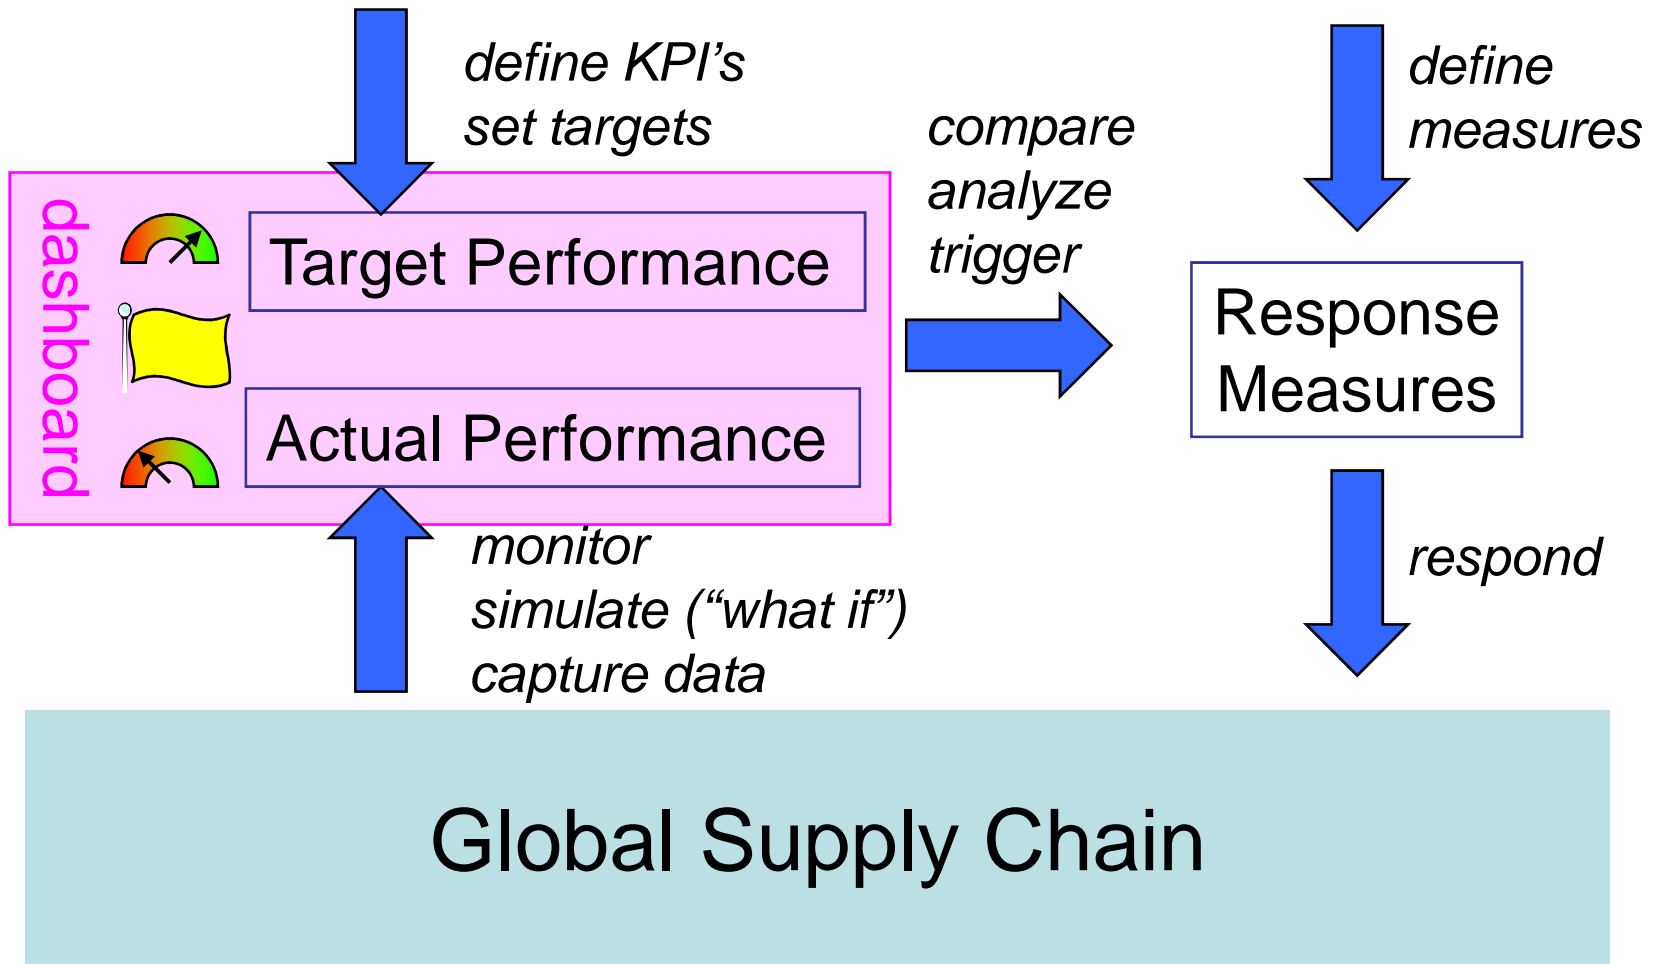 define KPI’s
set targets
define
measures
compare
analyze
trigger
dashboard
Target Performance
Actual Performance
Response
Measures
monitor
simulate (“what if”)
capture data
respond
Global Supply Chain